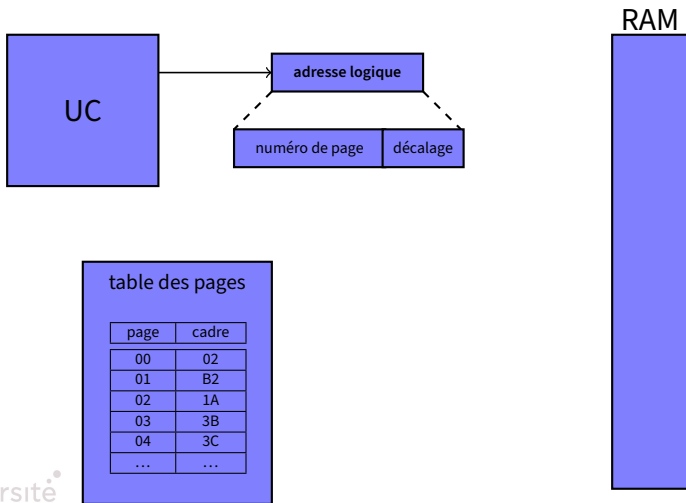 RAM
UC
adresse logique
numéro de page décalage
table des pages
page cadre
00 02
01 B2
02 1A
03 3B
04 3C
... ...